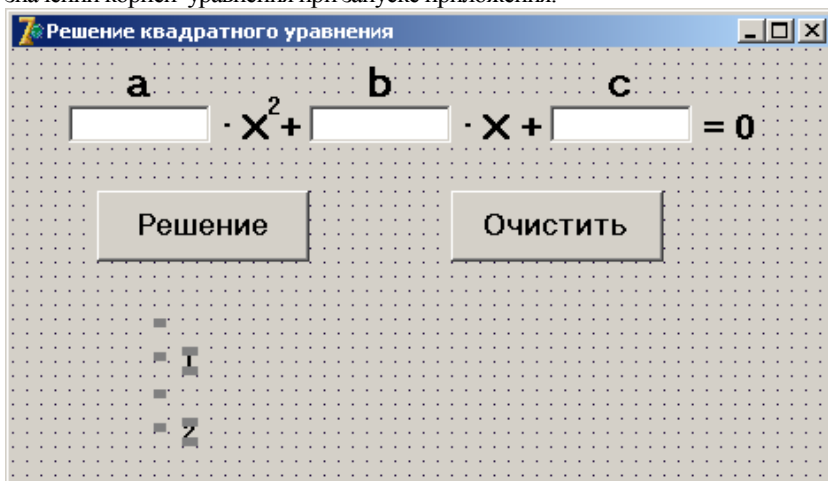 значений корней уравнения при запуске приложения.
Решение квадратного уравнения
a b c
· X² + · X + = 0
Решение Очистить
1
2